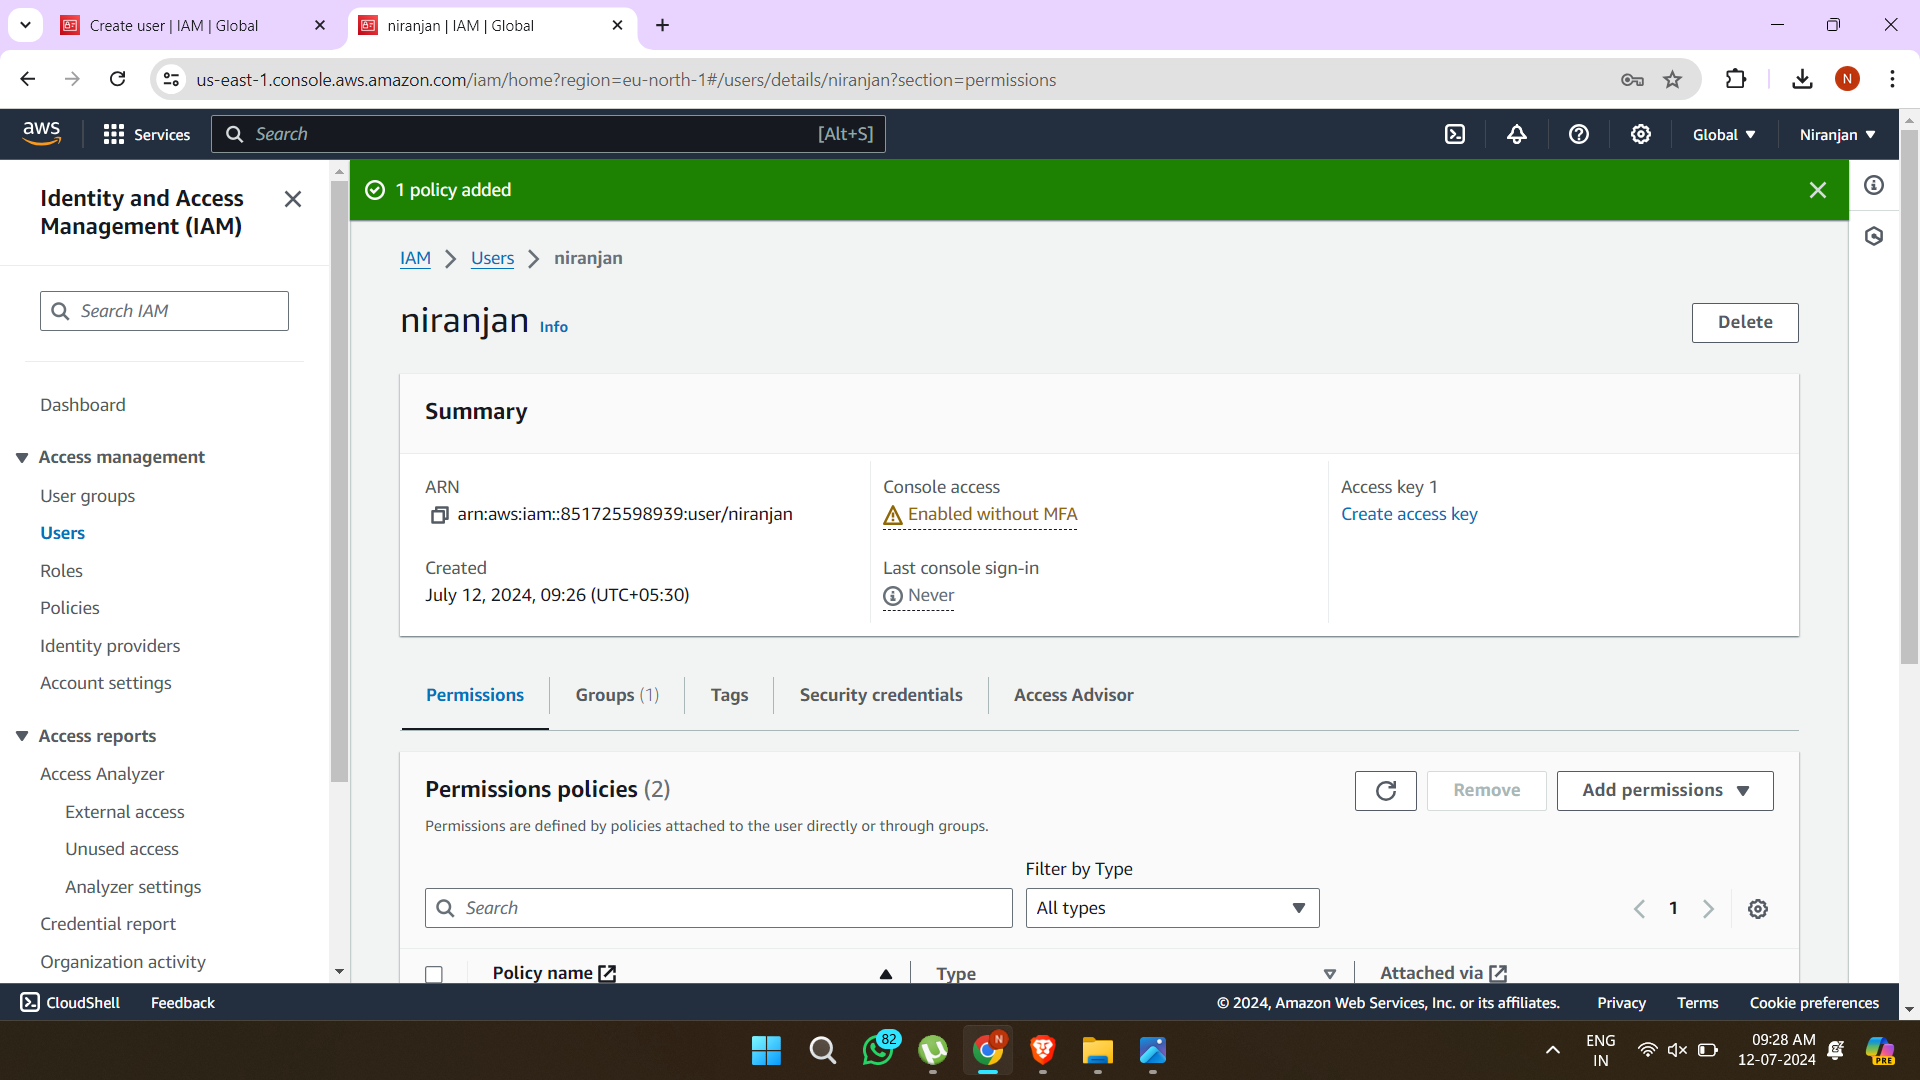 Create user | IAM | Global
niranjan | IAM | Global
us-east-1.console.aws.amazon.com/iam/home?region=eu-north-1#/users/details/niranjan?section=permissions
N
aws
Services
Search
[Alt+S]
Global
Niranjan
Identity and Access
Management (IAM)
Search IAM
Dashboard
Access management
User groups
Users
Roles
Policies
Identity providers
Account settings
Access reports
Access Analyzer
External access
Unused access
Analyzer settings
Credential report
Organization activity
1 policy added
IAM
Users
niranjan
niranjan Info
Delete
Summary
ARN
arn:aws:iam::851725598939:user/niranjan
Created
July 12, 2024, 09:26 (UTC+05:30)
Console access
Enabled without MFA
Last console sign-in
Never
Access key 1
Create access key
Permissions
Groups (1)
Tags
Security credentials
Access Advisor
Permissions policies (2)
Permissions are defined by policies attached to the user directly or through groups.
Remove
Add permissions
Filter by Type
Search
All types
1
Policy name
Type
Attached via
CloudShell
Feedback
© 2024, Amazon Web Services, Inc. or its affiliates.
Privacy
Terms
Cookie preferences
82
N
ENG
IN
09:28 AM
12-07-2024
PRE